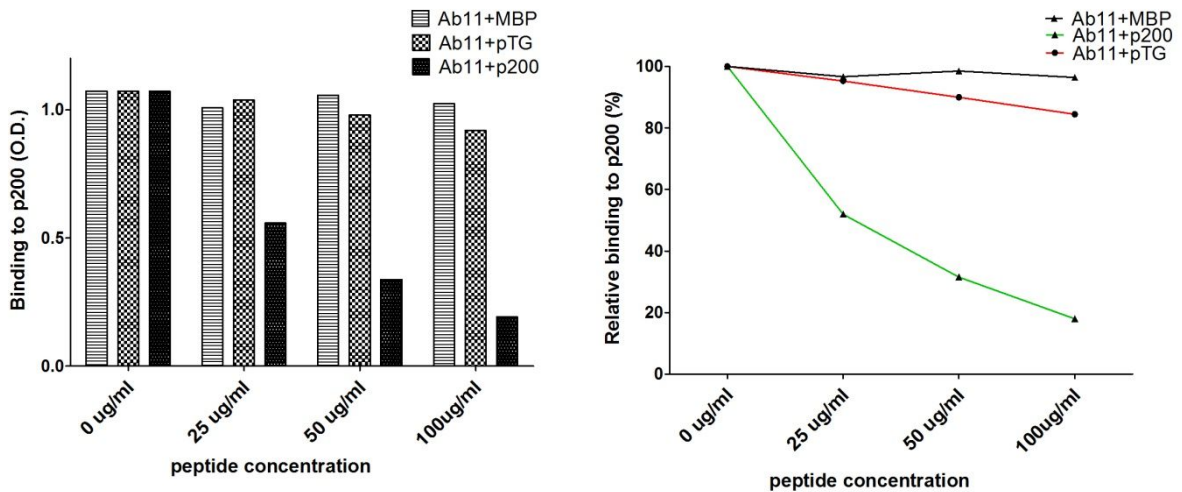 Ab11+MBP
Ab11+pTG
Ab11+p200
Binding to p200 (O.D.)
1.0
0.5
0.0
0 ug/ml
25 ug/ml
50 ug/ml
100ug/ml
peptide concentration
Ab11+MBP
Ab11+p200
Ab11+pTG
Relative binding to p200 (%)
100
80
60
40
20
0
0 ug/ml
25 ug/ml
50 ug/ml
100ug/ml
peptide concentration